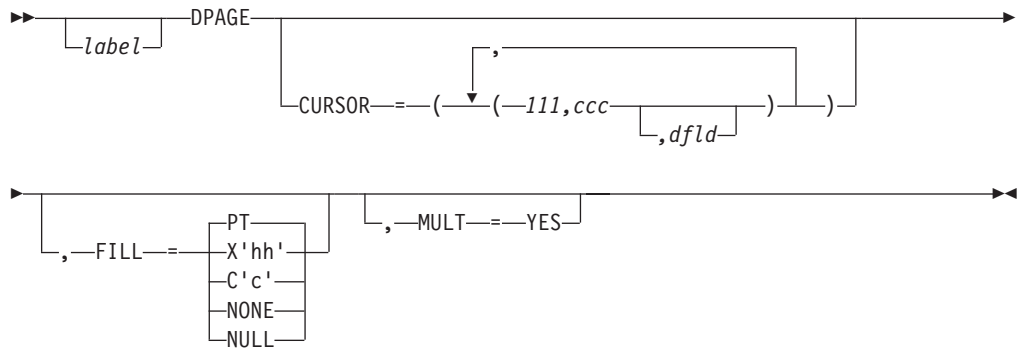 DPAGE
label
,
CURSOR = ( ( 111,ccc ) )
,dfld
PT
, FILL = X'hh'
, MULT = YES
C'c'
NONE
NULL